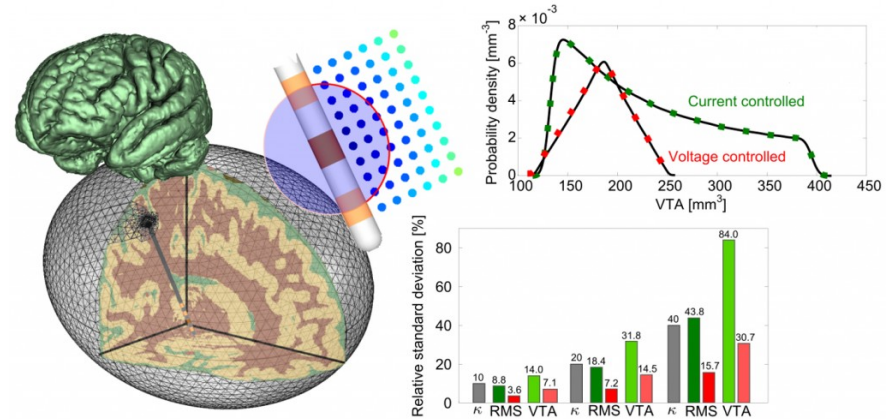 8 × 10⁻³
6
4
2
0
Probability density [mm⁻³]
Current controlled
Voltage controlled
100 150 200 250 300 350 400 450
VTA [mm³]
Relative standard deviation [%]
80
60
40
20
0
10 8.8 3.6 14.0 7.1 20 18.4 7.2 31.8 14.5 40 43.8 15.7 84.0 30.7
κ RMS VTA κ RMS VTA κ RMS VTA